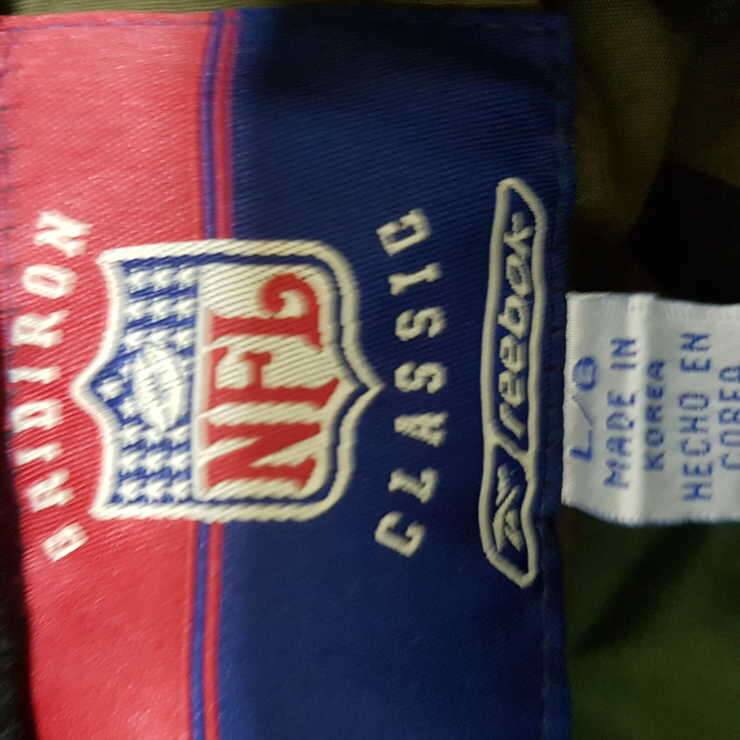 GRIDIRON
NFL
CLASSIC
Reebok
L/G
MADE IN
KOREA
HECHO EN
COREA